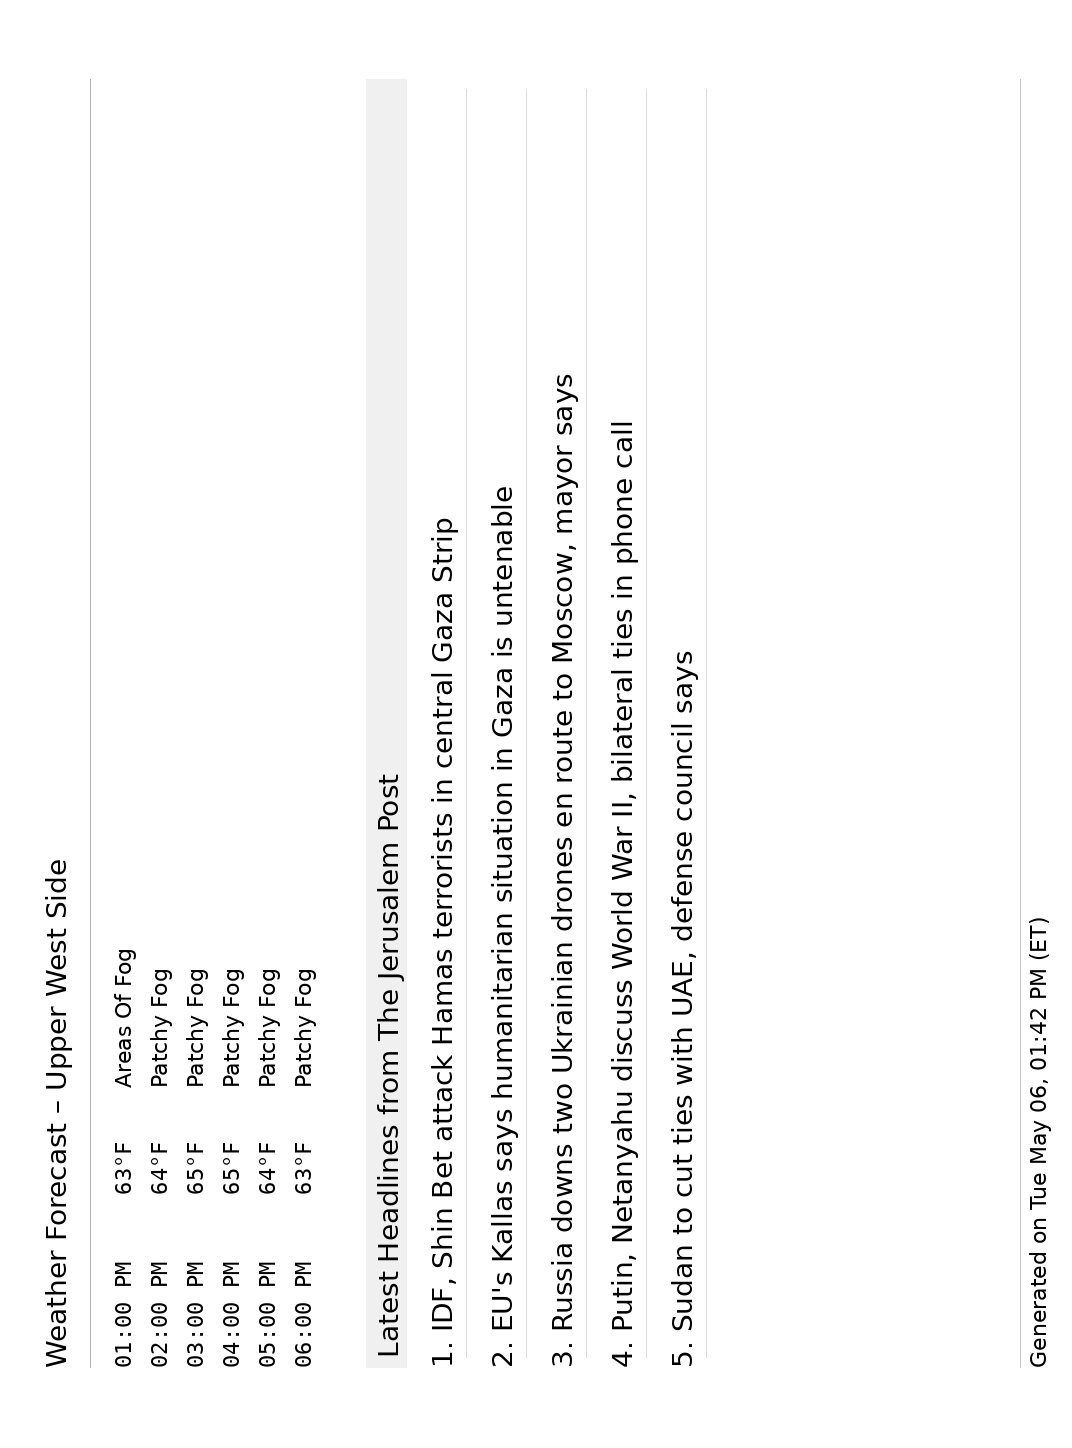 Weather Forecast – Upper West Side
01:00 PM 63°F Areas Of Fog
02:00 PM 64°F Patchy Fog
03:00 PM 65°F Patchy Fog
04:00 PM 65°F Patchy Fog
05:00 PM 64°F Patchy Fog
06:00 PM 63°F Patchy Fog
Latest Headlines from The Jerusalem Post
1. IDF, Shin Bet attack Hamas terrorists in central Gaza Strip
2. EU's Kallas says humanitarian situation in Gaza is untenable
3. Russia downs two Ukrainian drones en route to Moscow, mayor says
4. Putin, Netanyahu discuss World War II, bilateral ties in phone call
5. Sudan to cut ties with UAE, defense council says
Generated on Tue May 06, 01:42 PM (ET)